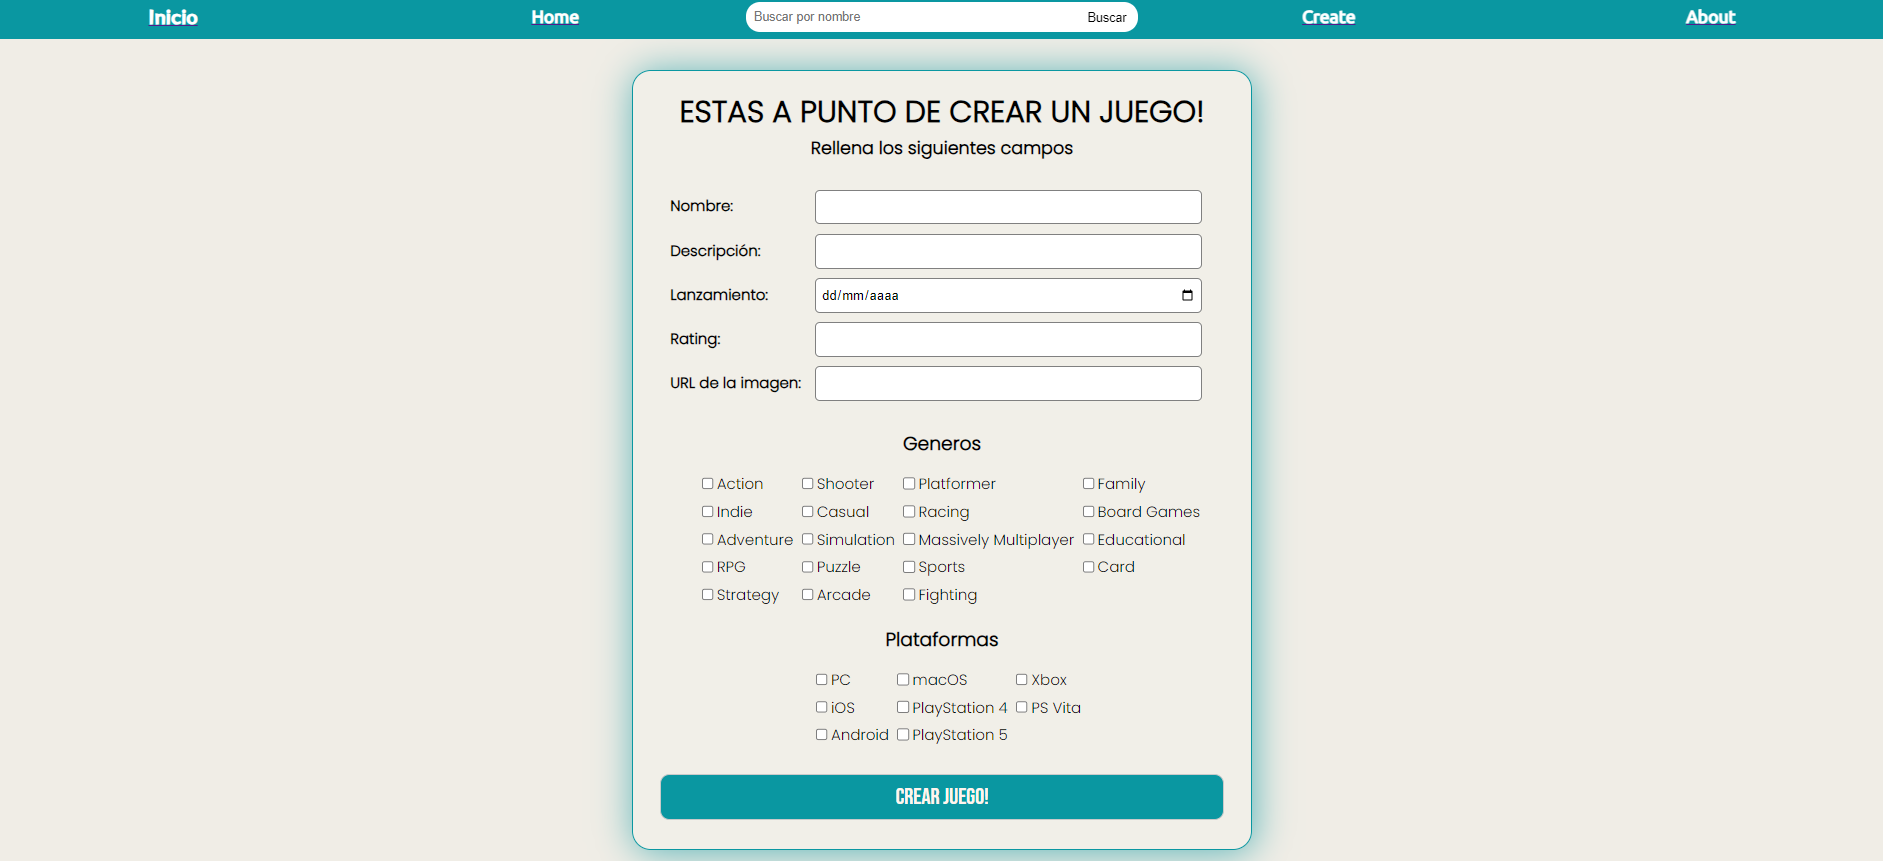 Inicio Home Buscar por nombre Buscar Create About
ESTAS A PUNTO DE CREAR UN JUEGO!
Rellena los siguientes campos
Nombre:
Descripción:
Lanzamiento: dd/mm/aaaa
Rating:
URL de la imagen:
Generos
Action Shooter Platformer Family
Indie Casual Racing Board Games
Adventure Simulation Massively Multiplayer Educational
RPG Puzzle Sports Card
Strategy Arcade Fighting
Plataformas
PC macOS Xbox
iOS PlayStation 4 PS Vita
Android PlayStation 5
CREAR JUEGO!